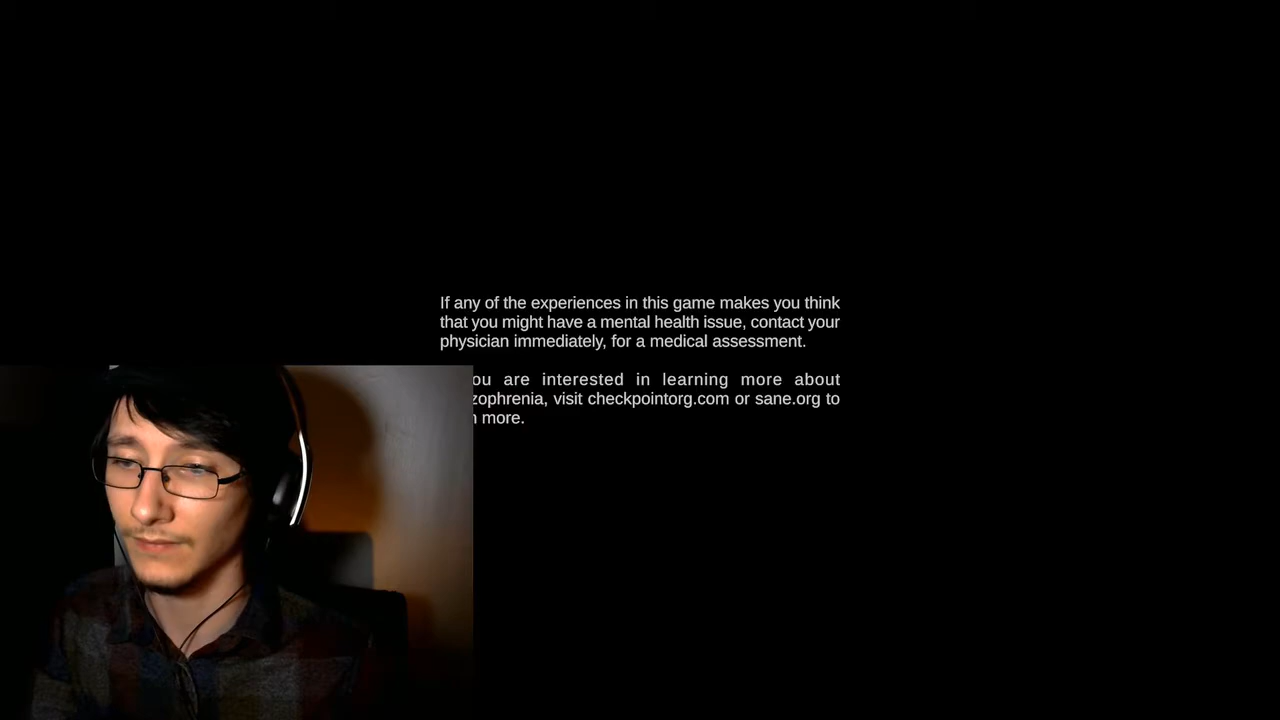 If any of the experiences in this game makes you think
that you might have a mental health issue, contact your
physician immediately, for a medical assessment.
are interested in learning more about
visit checkpointorg.com or sane.org to
more.